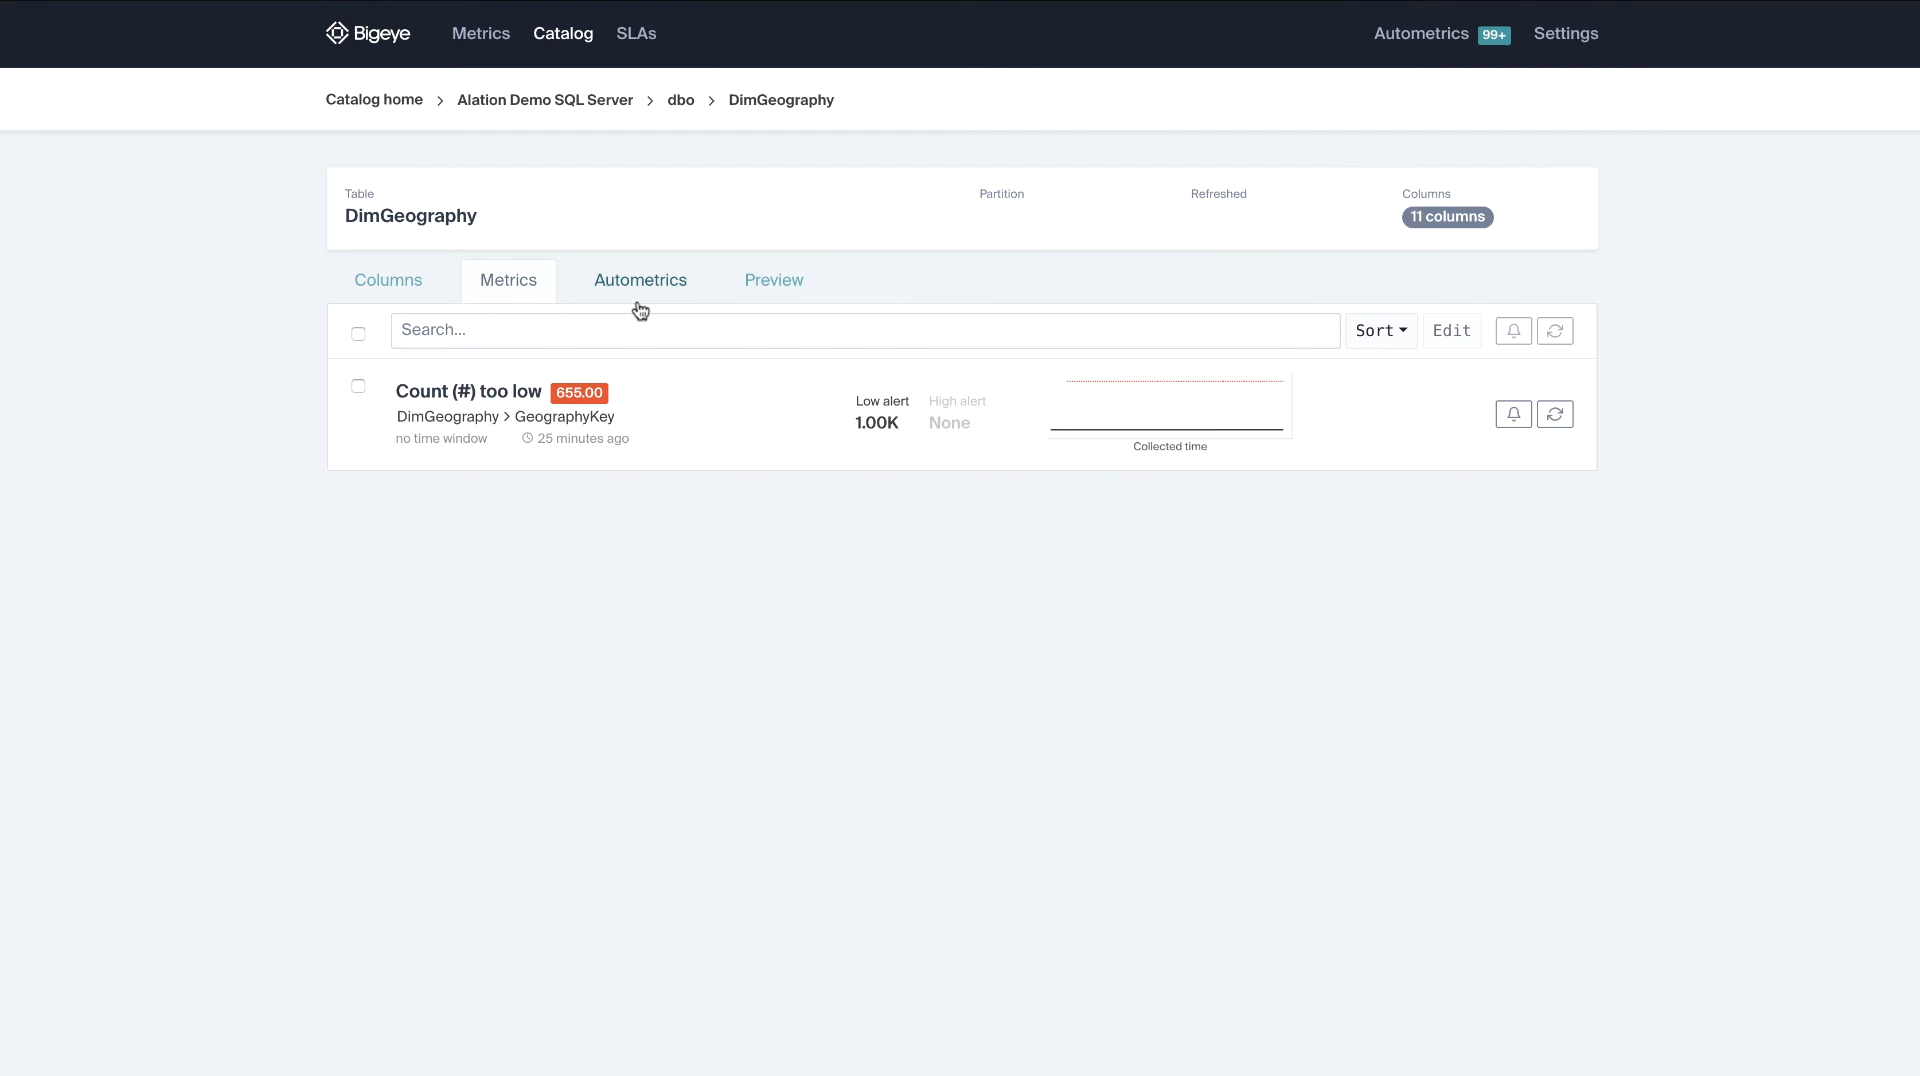 Bigeye Metrics Catalog SLAs Autometrics 99+ Settings
Catalog home > Alation Demo SQL Server > dbo > DimGeography
Table Partition Refreshed Columns
DimGeography 11 columns
Columns Metrics Autometrics Preview
Search... Sort Edit
Count (#) too low 655.00
DimGeography > GeographyKey
no time window 25 minutes ago
Low alert High alert
1.00K None
Collected time